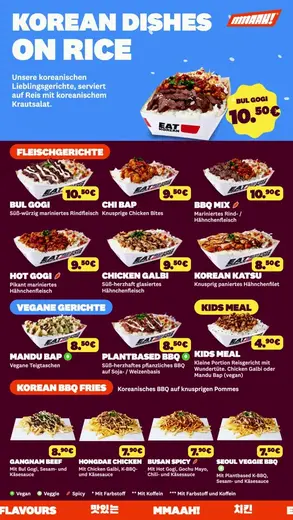 KOREAN DISHES
ON RICE
MMAAH!
Unsere koreanischen
Lieblingsgerichte, serviert
auf Reis mit koreanischem
Krautsalat.
BUL GOGI
10.50€
EAT
FLEISCHGERICHTE
10.50€
9.50€
10.50€
BUL GOGI
Süß-würzig mariniertes Rindfleisch
CHI BAP
Knusprige Chicken Bites
BBQ MIX
Mariniertes Rind- /
Hähnchenfleisch
9.50€
9.50€
8.50€
HOT GOGI
Pikant mariniertes
Hähnchenfleisch
CHICKEN GALBI
Süß-herzhaft glasiertes
Hähnchenfleisch
KOREAN KATSU
Knusprig paniertes Hähnchenfilet
VEGANE GERICHTE
KIDS MEAL
8.50€
8.50€
4.90€
MANDU BAP
Vegane Teigtaschen
PLANTBASED BBQ
Süß-herzhaftes pflanzliches BBQ
auf Soja- / Weizenbasis
KIDS MEAL
Kleine Portion Reisgericht mit
Wundertüte. Chicken Galbi oder
Mandu Bap (vegan)
KOREAN BBQ FRIES
Koreanisches BBQ auf knusprigen Pommes
8.50€
7.90€
7.90€
7.50€
GANGNAM BEEF
Mit Bul Gogi, Sesam- und
Käsesauce
HONGDAE CHICKEN
Mit Chicken Galbi, K-BBQ-
und Käsesauce
BUSAN SPICY
Mit Hot Gogi, Gochu Mayo,
Chili- und Käsesauce
SEOUL VEGGIE BBQ
Mit Plantbased K-BBQ,
Sesam- und Käsesauce
Vegan Veggie Spicy * Mit Farbstoff ** Mit Koffein *** Mit Farbstoff und Koffein
FLAVOURS 맛있는 MMAAH! 치킨